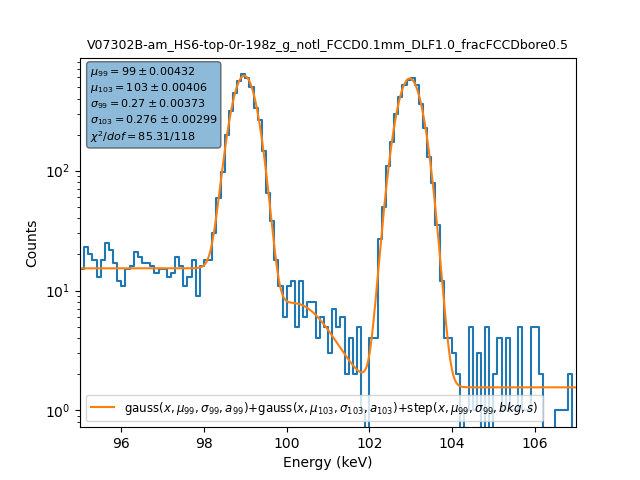 V07302B-am_HS6-top-0r-198z_g_notl_FCCD0.1mm_DLF1.0_fracFCCDbore0.5
μ₉₉ = 99 ± 0.00432
μ₁₀₃ = 103 ± 0.00406
σ₉₉ = 0.27 ± 0.00373
σ₁₀₃ = 0.276 ± 0.00299
χ²/dof = 85.31/118
Counts
10²
10¹
10⁰
gauss(x, μ₉₉, σ₉₉, a₉₉)+gauss(x, μ₁₀₃, σ₁₀₃, a₁₀₃)+step(x, μ₉₉, σ₉₉, bkg, s)
96 98 100 102 104 106
Energy (keV)